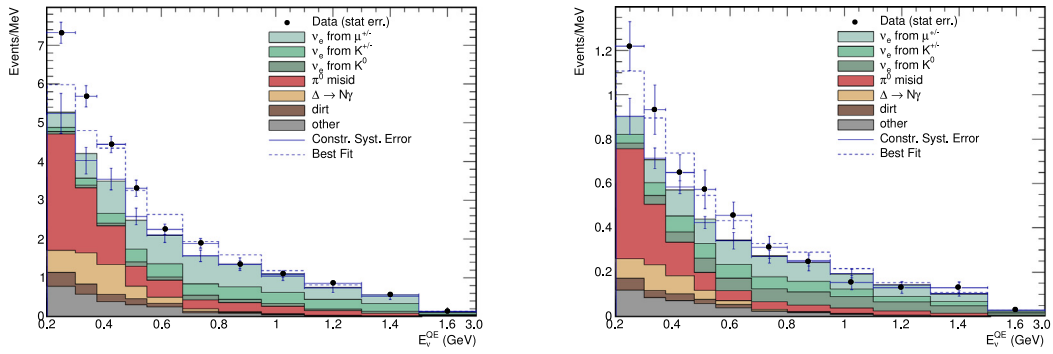 Events/MeV
7
6
5
4
3
2
1
0
Data (stat err.)
νe from μ+/-
νe from K+/-
νe from K0
π0 misid
Δ → Nγ
dirt
other
Constr. Syst. Error
Best Fit
0.2 0.4 0.6 0.8 1.0 1.2 1.4 1.6 3.0
EνQE (GeV)
Events/MeV
1.2
1
0.8
0.6
0.4
0.2
0
Data (stat err.)
νe from μ+/-
νe from K+/-
νe from K0
π0 misid
Δ → Nγ
dirt
other
Constr. Syst. Error
Best Fit
0.2 0.4 0.6 0.8 1 1.2 1.4 1.6 3.0
EνQE (GeV)